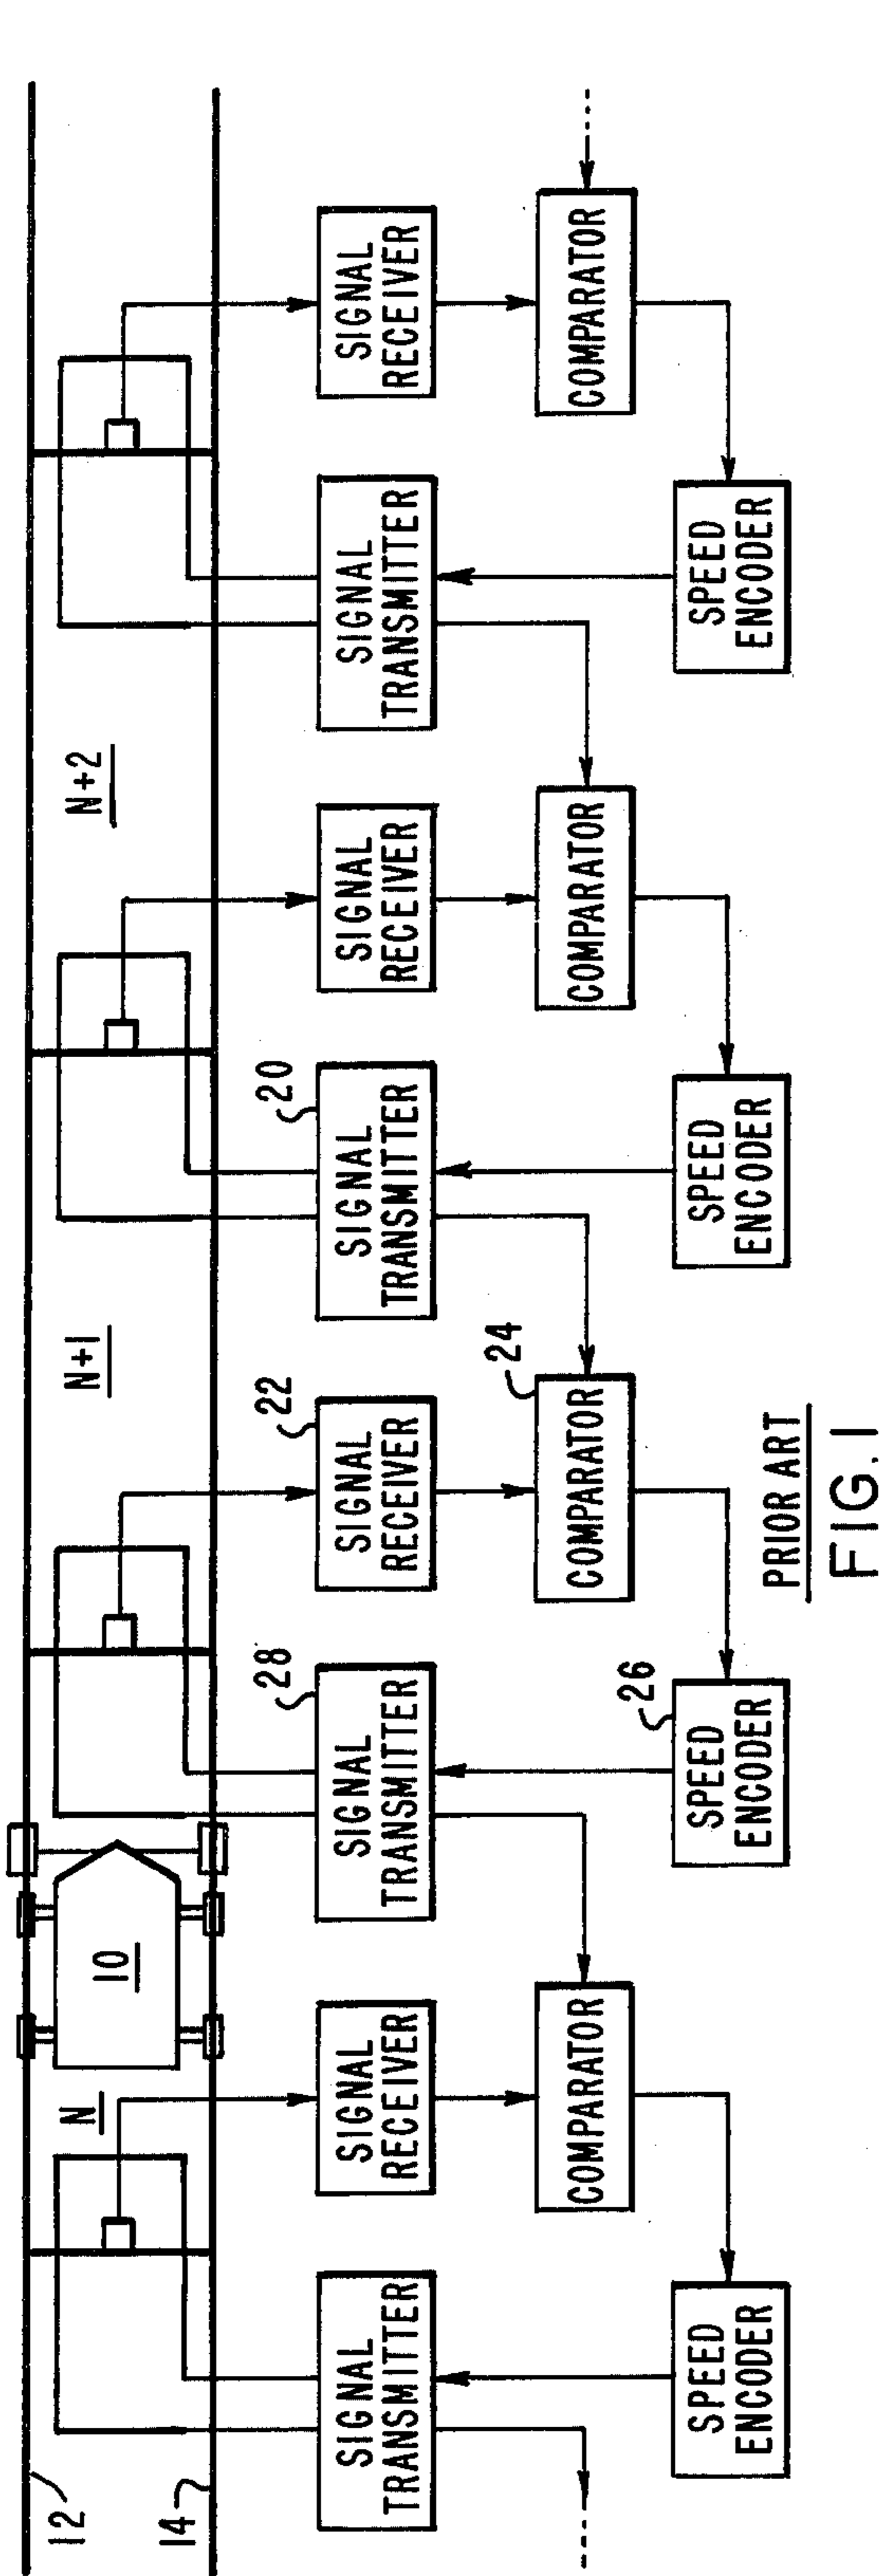 12
N
10
N+1
N+2
14
SIGNAL
TRANSMITTER
SIGNAL
RECEIVER
28
SIGNAL
TRANSMITTER
22
SIGNAL
RECEIVER
20
SIGNAL
TRANSMITTER
SIGNAL
RECEIVER
SIGNAL
TRANSMITTER
SIGNAL
RECEIVER
COMPARATOR
24
COMPARATOR
COMPARATOR
COMPARATOR
SPEED
ENCODER
26
SPEED
ENCODER
SPEED
ENCODER
SPEED
ENCODER
PRIOR ART
FIG. 1